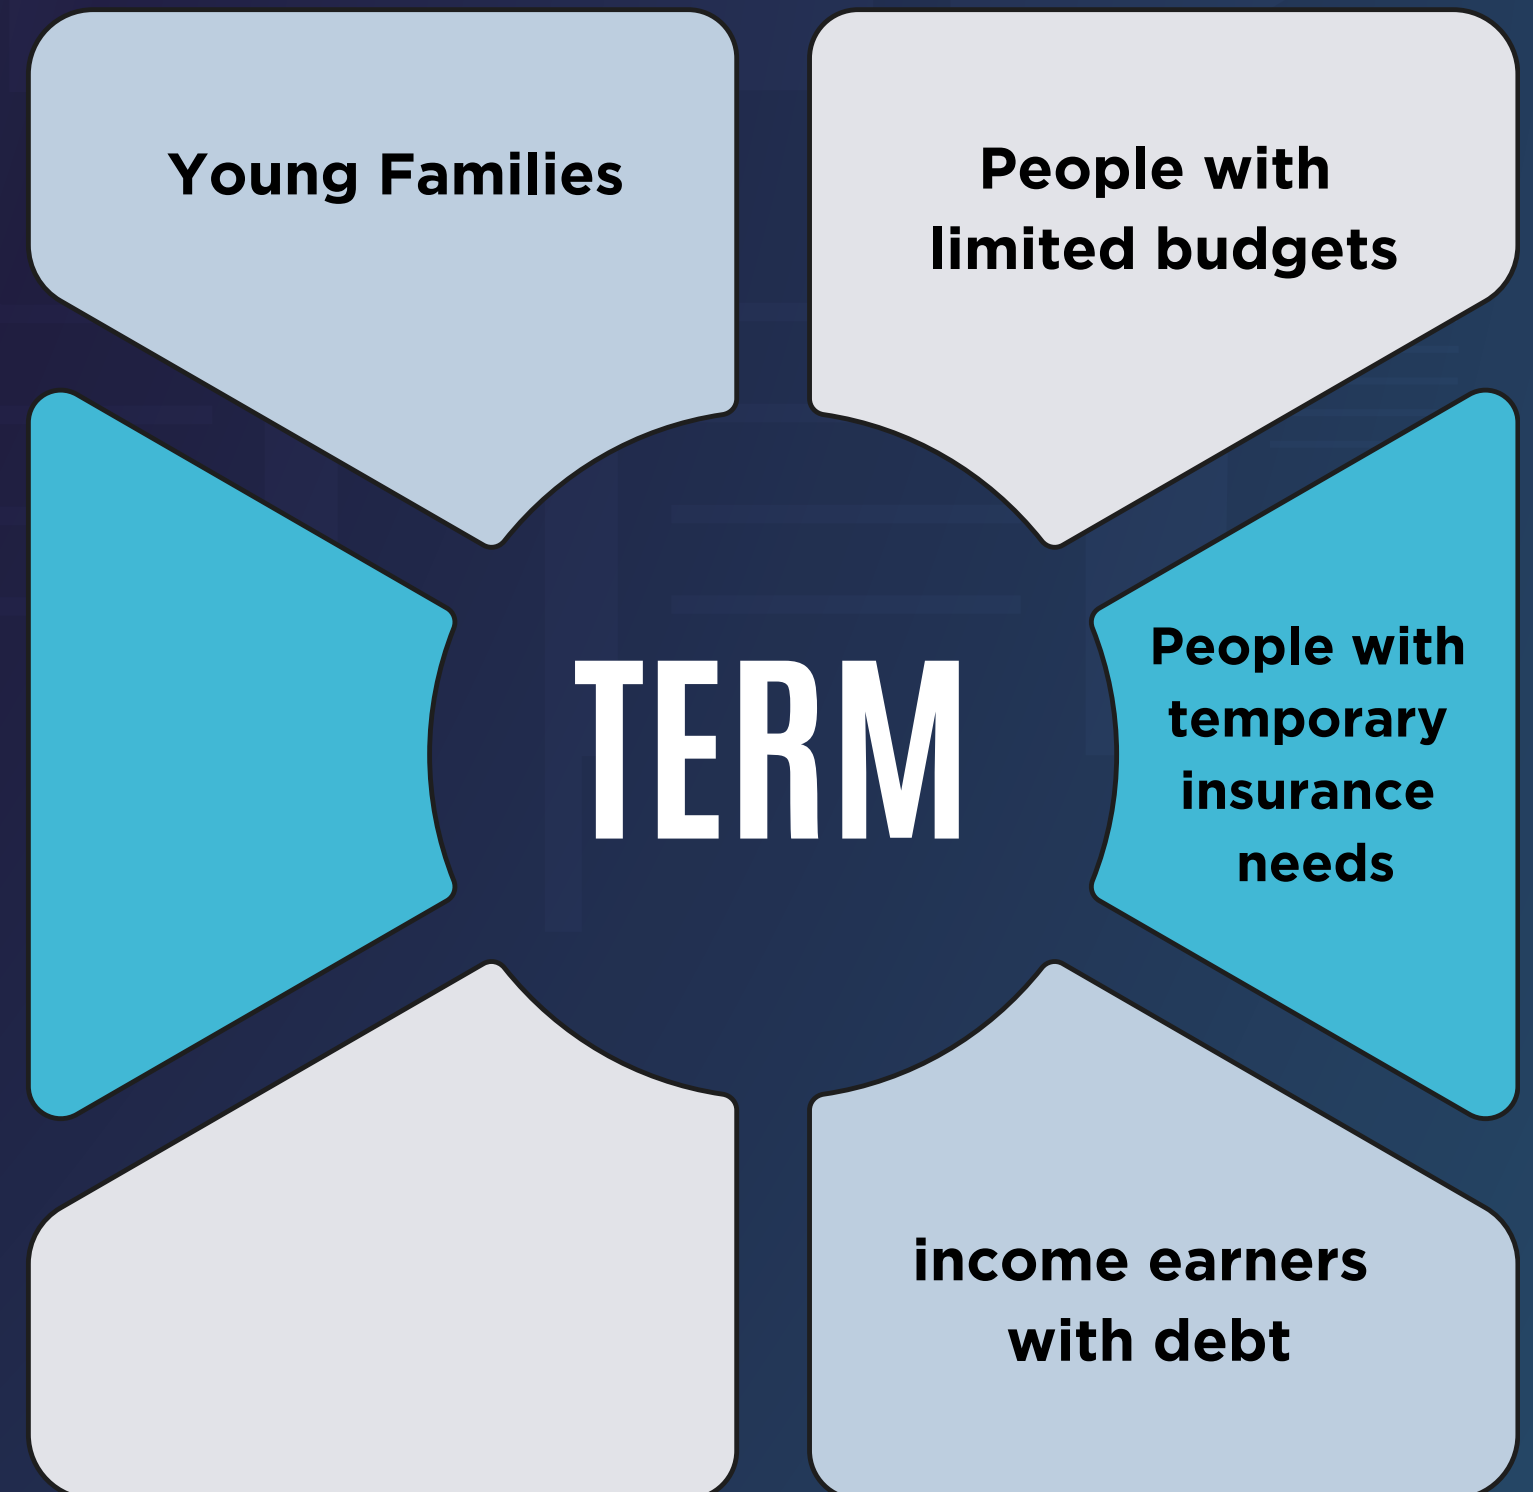 Young Families
People with
limited budgets
TERM
People with
temporary
insurance
needs
income earners
with debt